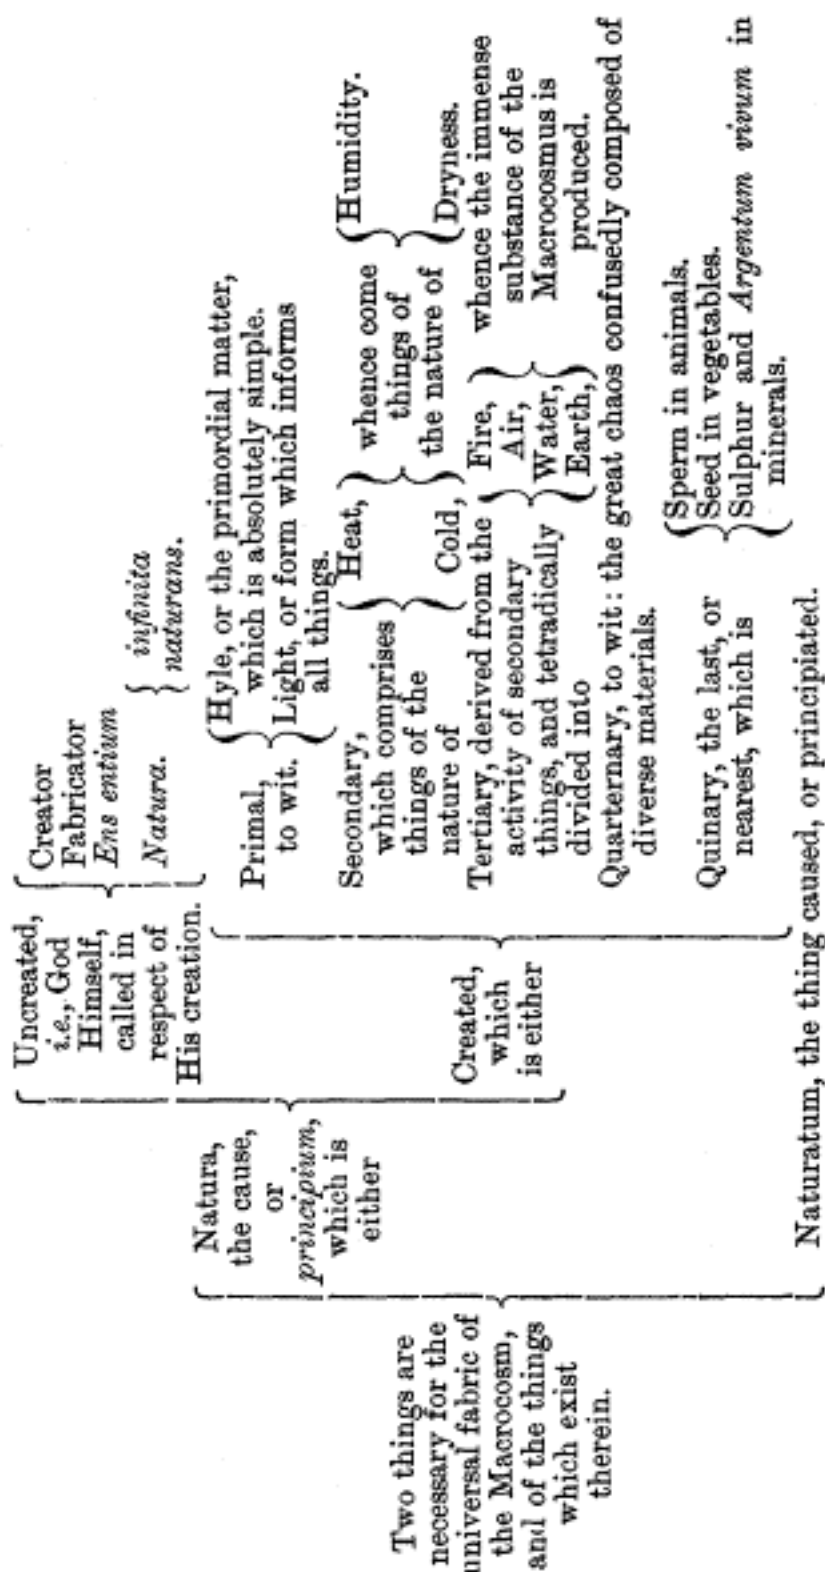 Two things are
necessary for the
universal fabric of
the Macrocosm,
and of the things
which exist
therein.
Natura,
the cause,
or
principium,
which is
either
Uncreated,
i.e., God
Himself,
called in
respect of
His creation.
Creator
Fabricator
Ens entium
Natura.
infinita
naturans.
Created,
which
is either
Primal,
to wit.
Hyle, or the primordial matter,
which is absolutely simple.
Light, or form which informs
all things.
Secondary,
which comprises
things of the
nature of
Heat,
Cold,
whence come
things of
the nature of
Humidity.
Dryness.
Tertiary, derived from the
activity of secondary
things, and tetradically
divided into
Fire,
Air,
Water,
Earth,
whence the immense
substance of the
Macrocosmus is
produced.
Quarternary, to wit: the great chaos confusedly composed of
diverse materials.
Quinary, the last, or
nearest, which is
Sperm in animals.
Seed in vegetables.
Sulphur and Argentum vivum in
minerals.
Naturatum, the thing caused, or principiated.